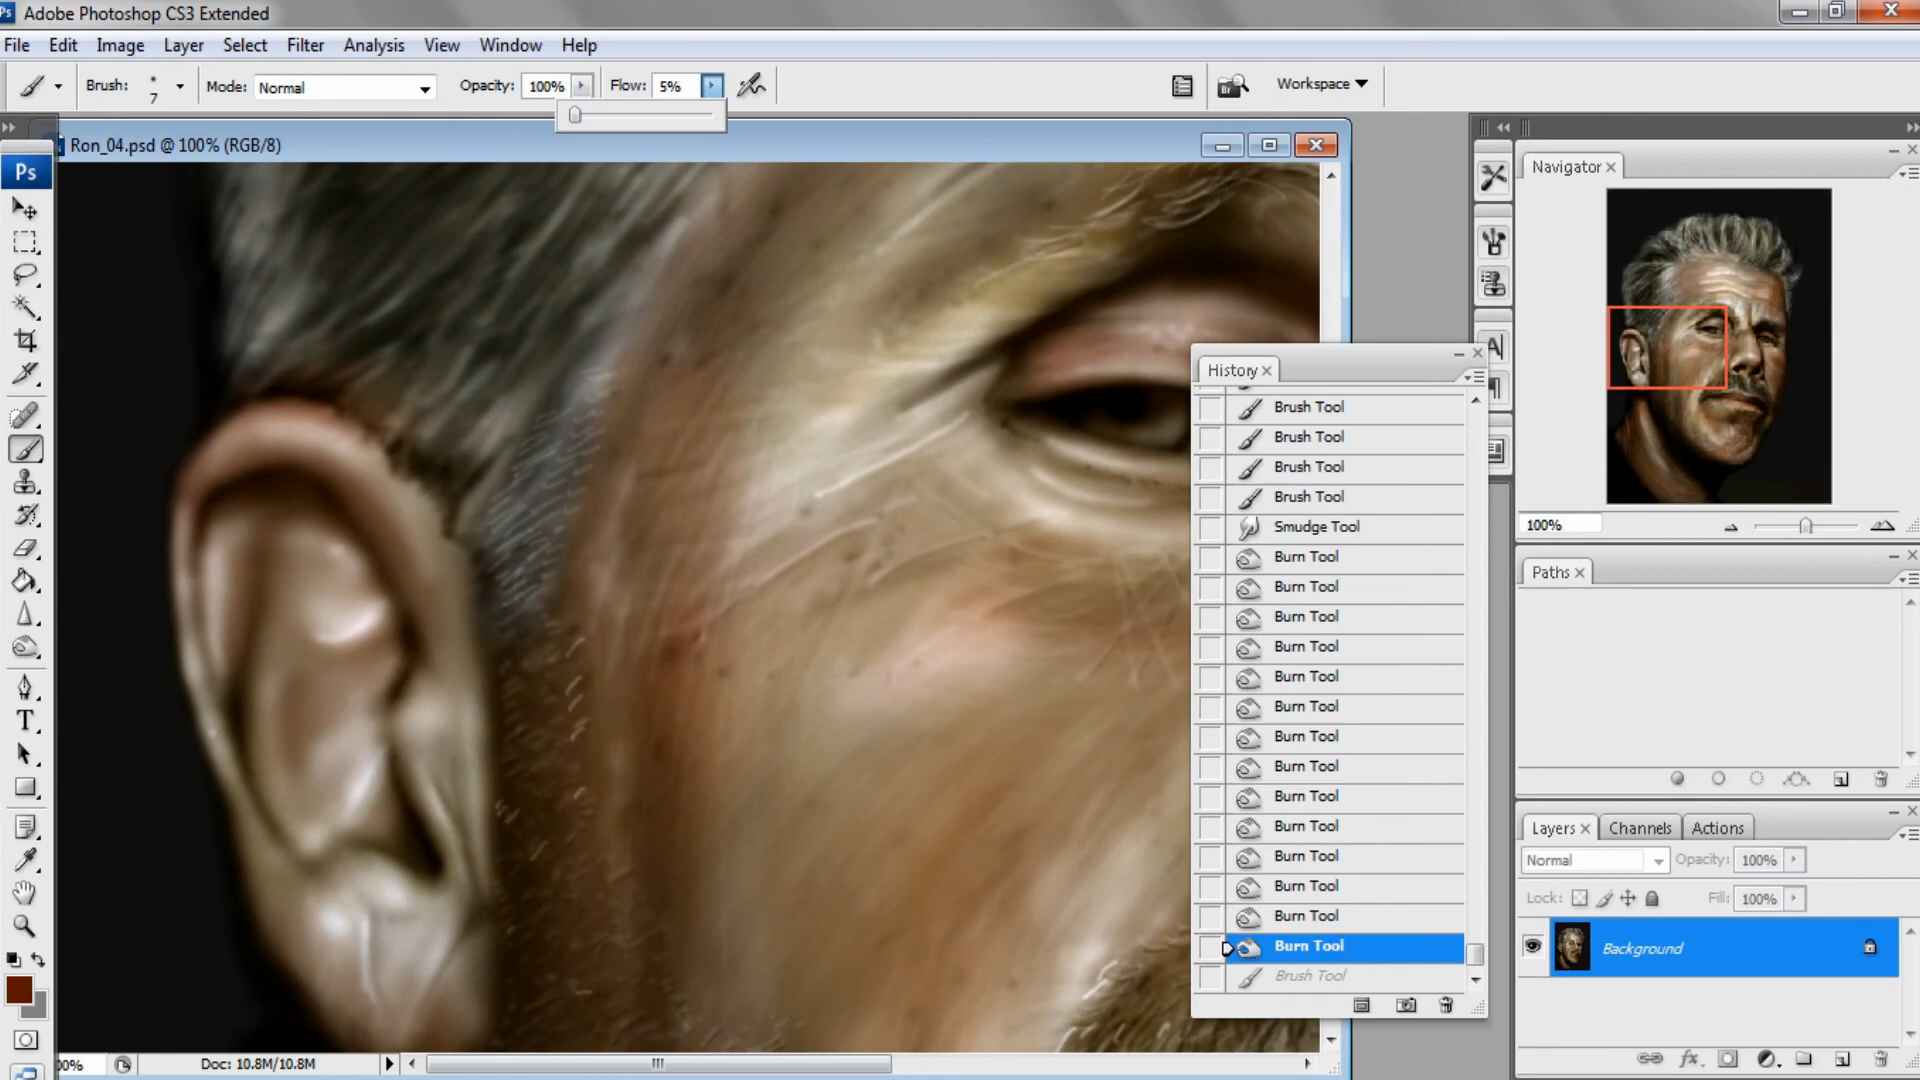 Ps Adobe Photoshop CS3 Extended
File Edit Image Layer Select Filter Analysis View Window Help
Brush: 7 Mode: Normal Opacity: 100% Flow: 5% Br Workspace
Ron_04.psd @ 100% (RGB/8)
Ps
T
Navigator
100%
A
History
Brush Tool
Brush Tool
Brush Tool
Brush Tool
Smudge Tool
Burn Tool
Burn Tool
Burn Tool
Burn Tool
Burn Tool
Burn Tool
Burn Tool
Burn Tool
Burn Tool
Burn Tool
Burn Tool
Burn Tool
Burn Tool
Burn Tool
Brush Tool
Paths
Layers Channels Actions
Normal Opacity: 100%
Lock: Fill: 100%
Background
fx
00% Doc: 10.8M/10.8M